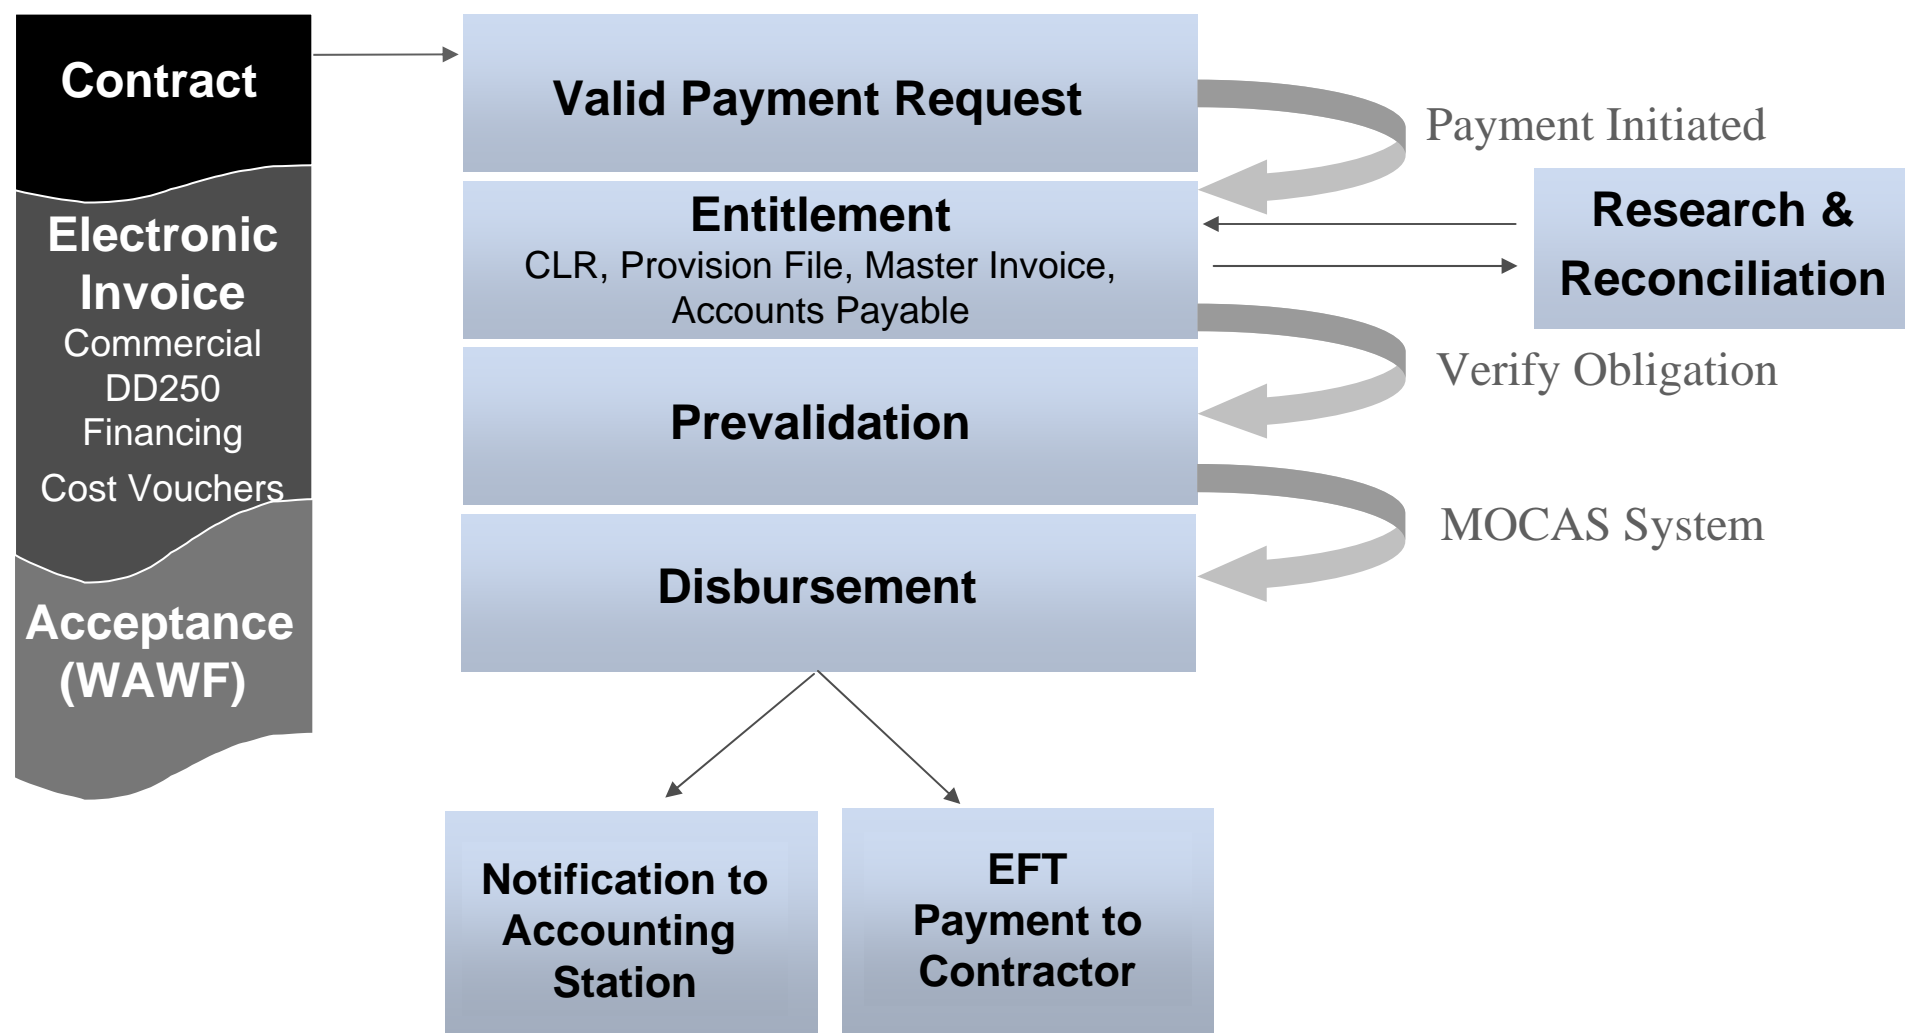 Contract
Electronic
Invoice
Commercial
DD250
Financing
Cost Vouchers
Acceptance
(WAWF)
Valid Payment Request
Payment Initiated
Entitlement
CLR, Provision File, Master Invoice,
Accounts Payable
Research &
Reconciliation
Verify Obligation
Prevalidation
MOCAS System
Disbursement
Notification to
Accounting
Station
EFT
Payment to
Contractor